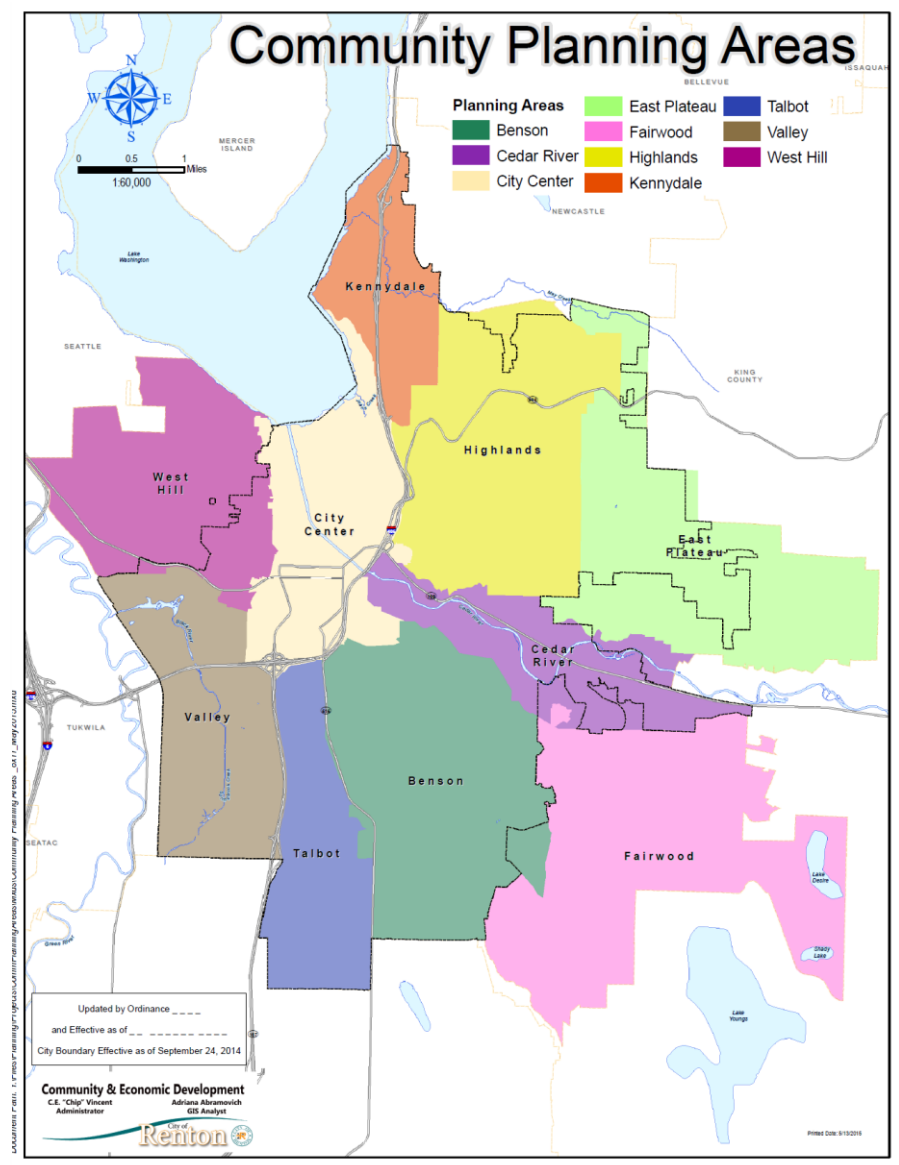 Community Planning Areas
ISSAQUAH
BELLEVUE
N
W E
S
MERCER
ISLAND
0 0.5 1
Miles
1:60,000
Planning Areas
Benson
Cedar River
City Center
East Plateau
Fairwood
Highlands
Kennydale
Talbot
Valley
West Hill
NEWCASTLE
Lake
Washington
Kennydale
May Creek
SEATTLE
KING
COUNTY
Highlands
West
Hill
City
Center
East
Plateau
Cedar
River
Valley
TUKWILA
Benson
SEATAC
Talbot
Fairwood
Lake
Desire
Shady
Lake
Green River
Lake
Youngs
Updated by Ordinance _ _ _ _
and Effective as of _ _ _ _ _ _ _ _ _ _ _ _
City Boundary Effective as of September 24, 2014
Community & Economic Development
C.E. "Chip" Vincent
Administrator
Adriana Abramovich
GIS Analyst
City of
Renton